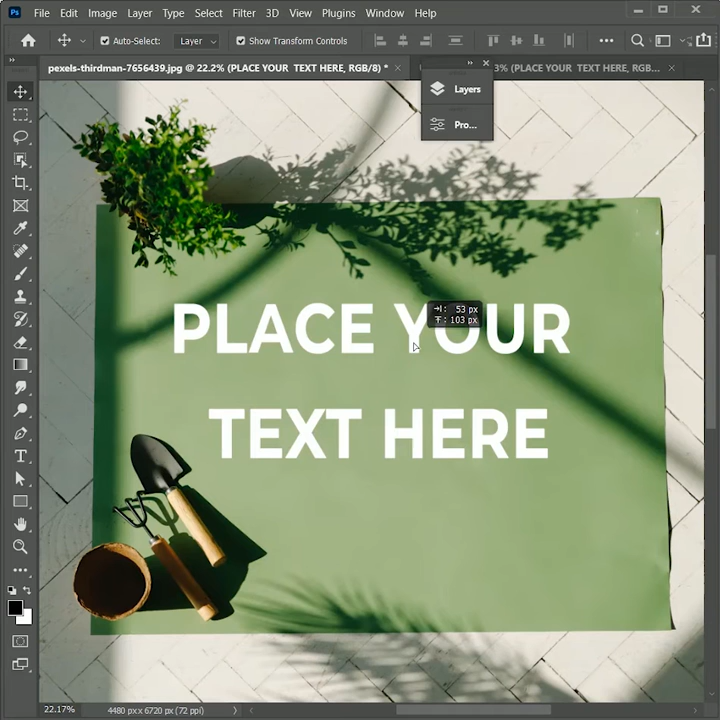 Ps File Edit Image Layer Type Select Filter 3D View Plugins Window Help
Auto-Select: Layer Show Transform Controls
pexels-thirdman-7656439.jpg @ 22.2% (PLACE YOUR TEXT HERE, RGB/8) * 3% (PLACE YOUR TEXT HERE, RGB...
Layers
Pro...
53 px
103 px
PLACE YOUR
TEXT HERE
22.17% 4480 px x 6720 px (72 ppi)